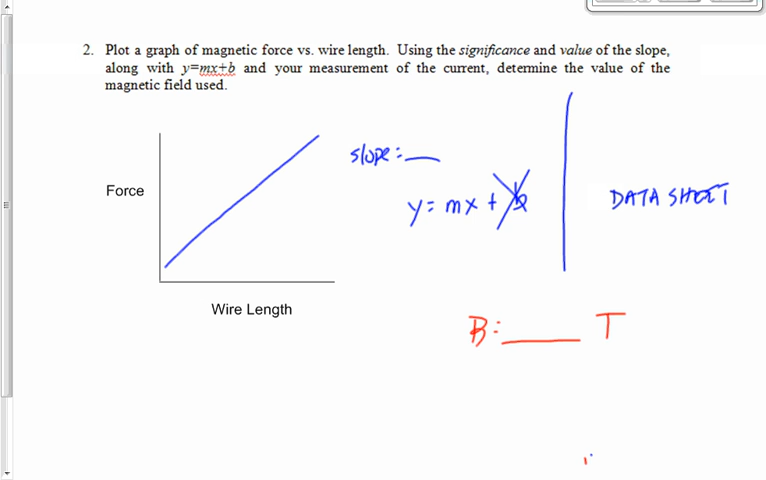 2. Plot a graph of magnetic force vs. wire length. Using the significance and value of the slope,
along with y=mx+b and your measurement of the current, determine the value of the
magnetic field used.
slope = __
Force
y = mx + b
DATA SHEET
Wire Length
B = ____ T